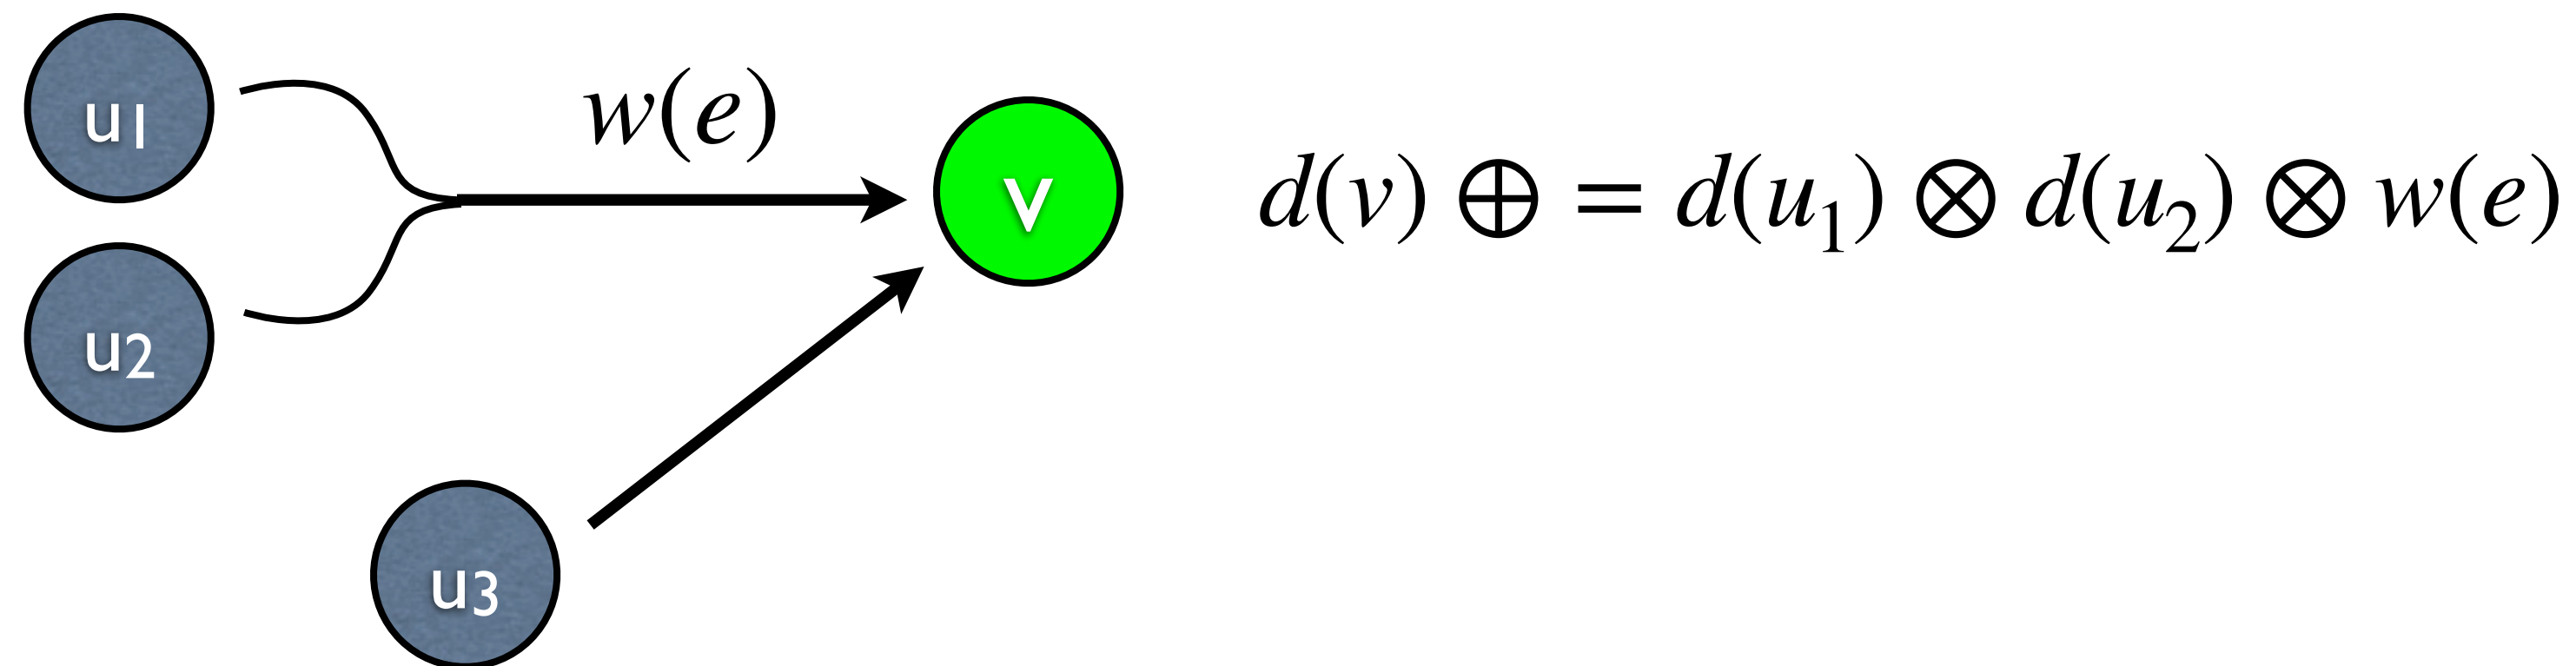 u1
w(e)
v
d(v) ⊕ = d(u₁) ⊗ d(u₂) ⊗ w(e)
u2
u3